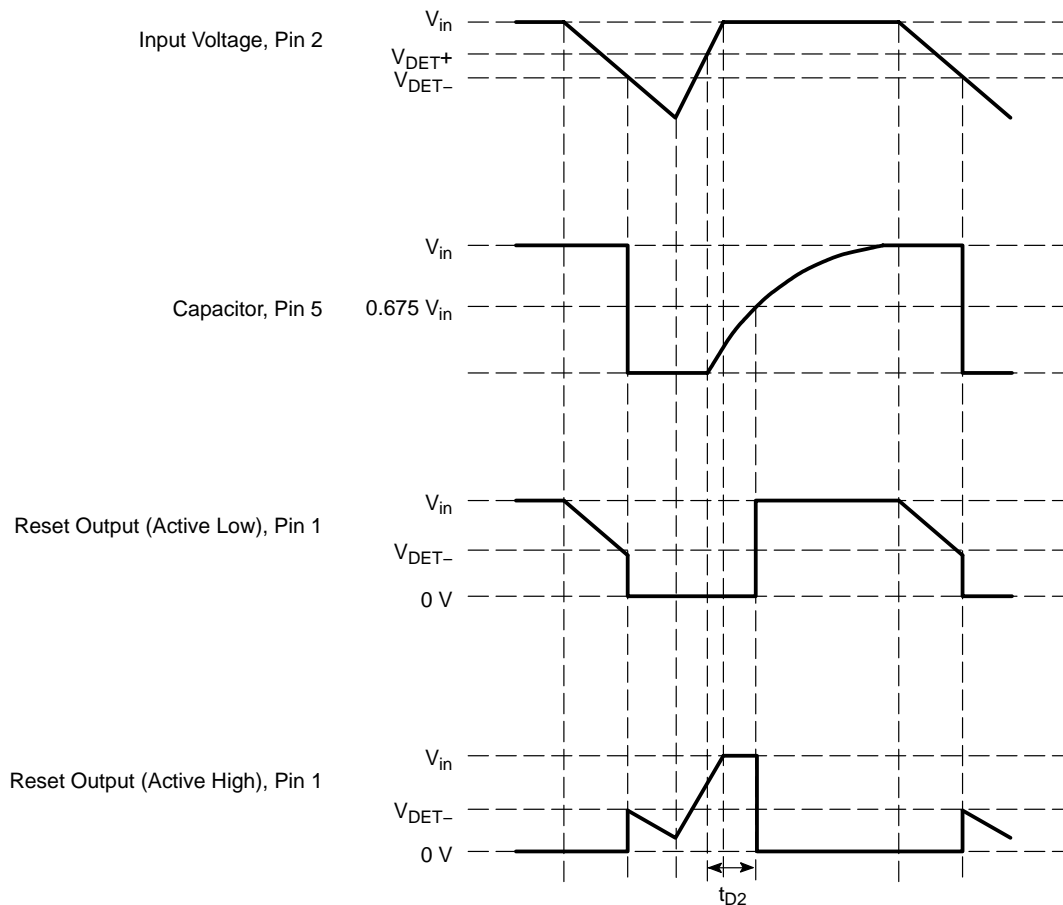 V_in
Input Voltage, Pin 2
V_DET+
V_DET–
V_in
Capacitor, Pin 5
0.675 V_in
V_in
Reset Output (Active Low), Pin 1
V_DET–
0 V
V_in
Reset Output (Active High), Pin 1
V_DET–
0 V
t_D2